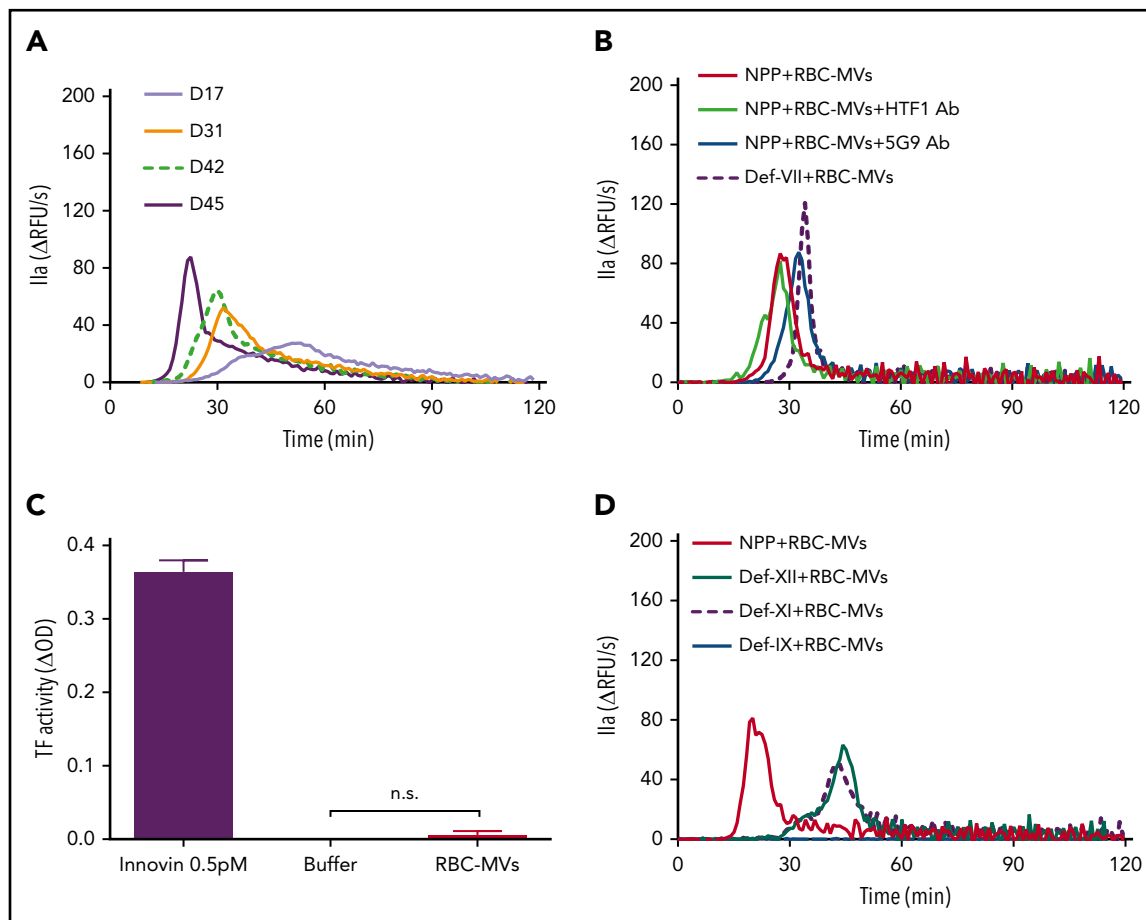 A
200
160
120
80
40
0
IIa (ΔRFU/s)
D17
D31
D42
D45
0
30
60
90
120
Time (min)
B
200
160
120
80
40
0
IIa (ΔRFU/s)
NPP+RBC-MVs
NPP+RBC-MVs+HTF1 Ab
NPP+RBC-MVs+5G9 Ab
Def-VII+RBC-MVs
0
30
60
90
120
Time (min)
C
0.4
0.3
0.2
0.1
0.0
TF activity (ΔOD)
n.s.
Innovin 0.5pM
Buffer
RBC-MVs
D
200
160
120
80
40
0
IIa (ΔRFU/s)
NPP+RBC-MVs
Def-XII+RBC-MVs
Def-XI+RBC-MVs
Def-IX+RBC-MVs
0
30
60
90
120
Time (min)